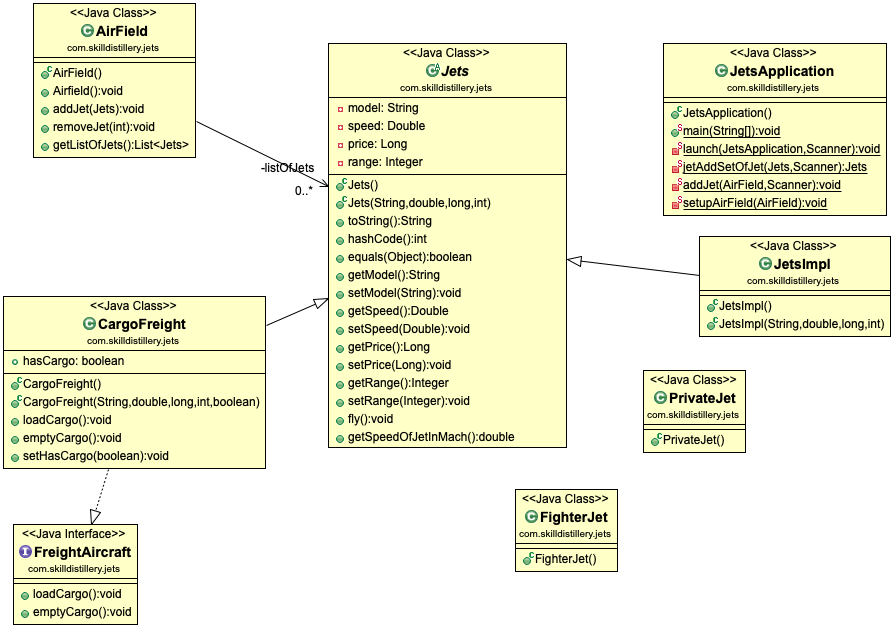 <<Java Class>>
AirField
com.skilldistillery.jets
AirField()
Airfield():void
addJet(Jets):void
removeJet(int):void
getListOfJets():List<Jets>
-listOfJets
0..*
<<Java Class>>
Jets
com.skilldistillery.jets
model: String
speed: Double
price: Long
range: Integer
Jets()
Jets(String,double,long,int)
toString():String
hashCode():int
equals(Object):boolean
getModel():String
setModel(String):void
getSpeed():Double
setSpeed(Double):void
getPrice():Long
setPrice(Long):void
getRange():Integer
setRange(Integer):void
fly():void
getSpeedOfJetInMach():double
<<Java Class>>
JetsApplication
com.skilldistillery.jets
JetsApplication()
main(String[]):void
launch(JetsApplication,Scanner):void
jetAddSetOfJet(Jets,Scanner):Jets
addJet(AirField,Scanner):void
setupAirField(AirField):void
<<Java Class>>
JetsImpl
com.skilldistillery.jets
JetsImpl()
JetsImpl(String,double,long,int)
<<Java Class>>
CargoFreight
com.skilldistillery.jets
hasCargo: boolean
CargoFreight()
CargoFreight(String,double,long,int,boolean)
loadCargo():void
emptyCargo():void
setHasCargo(boolean):void
<<Java Class>>
PrivateJet
com.skilldistillery.jets
PrivateJet()
<<Java Class>>
FighterJet
com.skilldistillery.jets
FighterJet()
<<Java Interface>>
FreightAircraft
com.skilldistillery.jets
loadCargo():void
emptyCargo():void